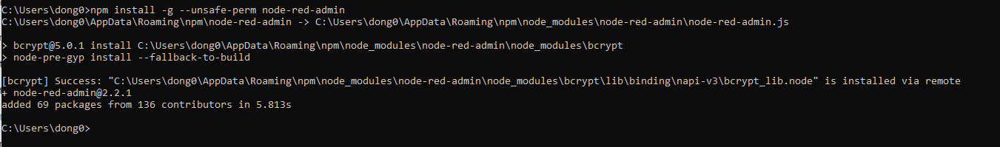 C:\Users\dong0>npm install -g --unsafe-perm node-red-admin
C:\Users\dong0\AppData\Roaming\npm\node-red-admin -> C:\Users\dong0\AppData\Roaming\npm\node_modules\node-red-admin\node-red-admin.js
> bcrypt@5.0.1 install C:\Users\dong0\AppData\Roaming\npm\node_modules\node-red-admin\node_modules\bcrypt
> node-pre-gyp install --fallback-to-build
[bcrypt] Success: "C:\Users\dong0\AppData\Roaming\npm\node_modules\node-red-admin\node_modules\bcrypt\lib\binding\napi-v3\bcrypt_lib.node" is installed via remote
+ node-red-admin@2.2.1
added 69 packages from 136 contributors in 5.813s
C:\Users\dong0>